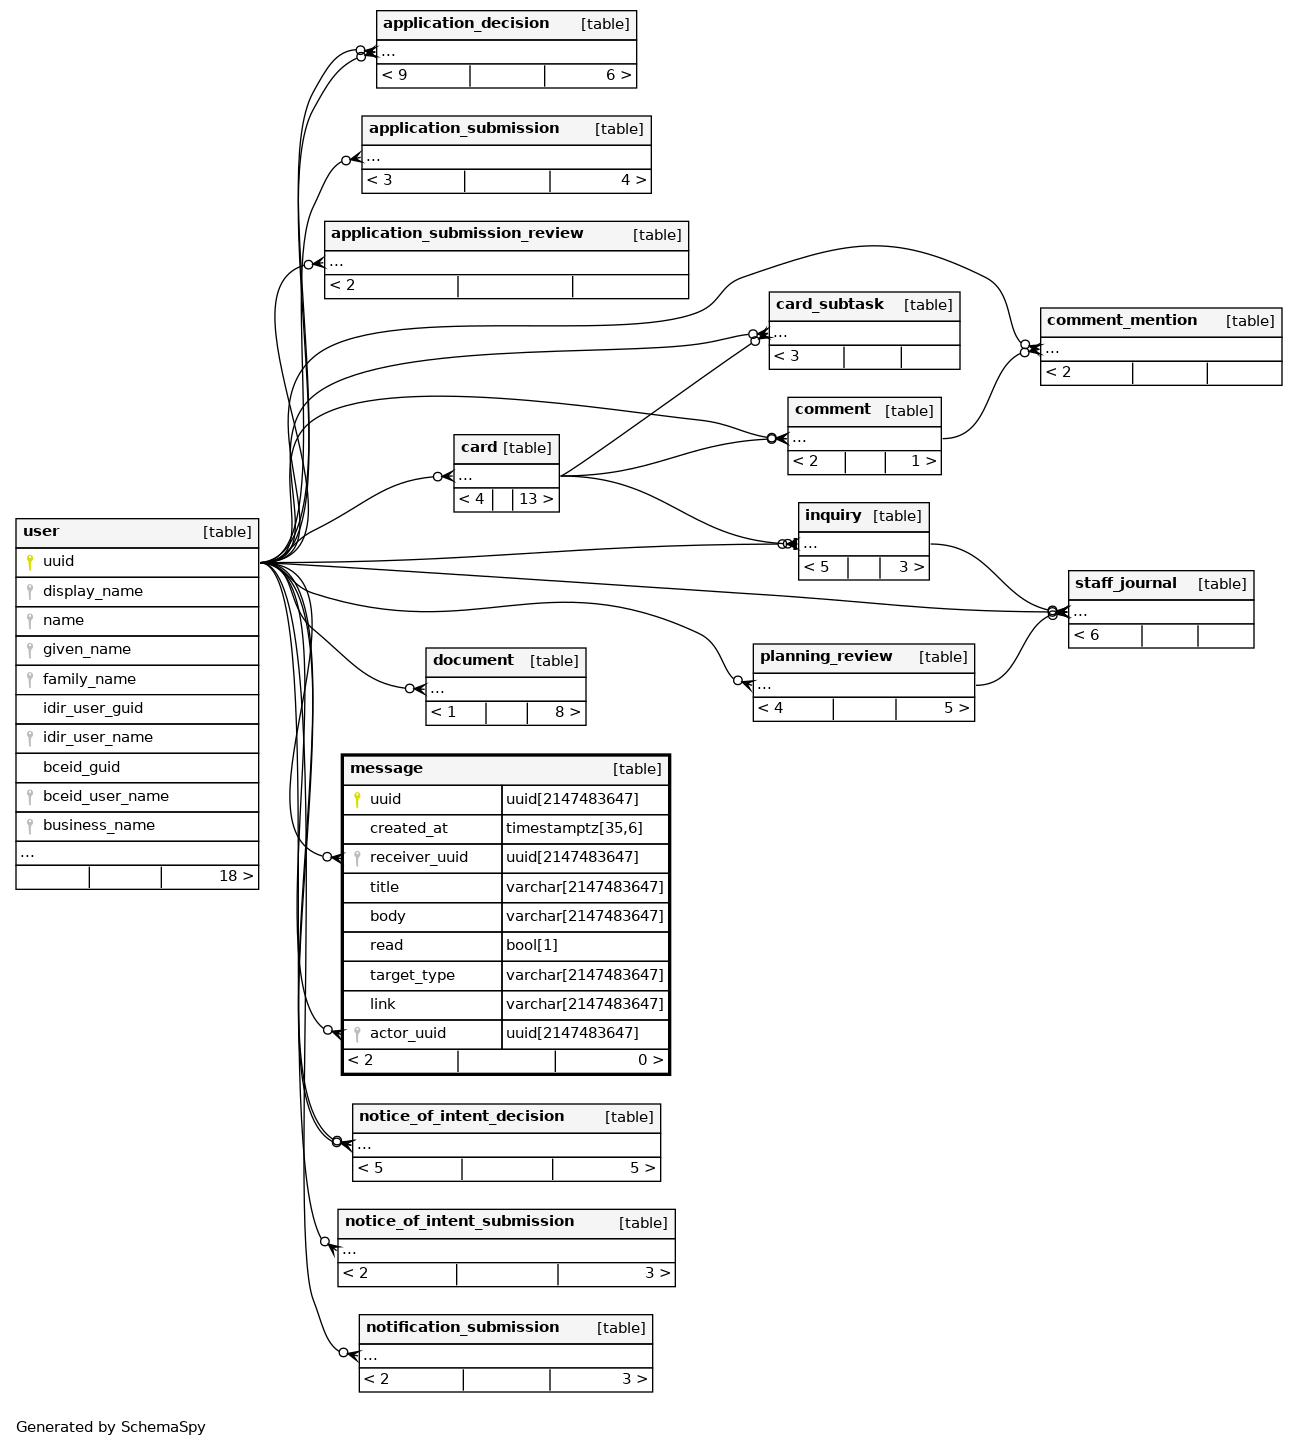 application_decision [table]
...
< 9 6 >
application_submission [table]
...
< 3 4 >
application_submission_review [table]
...
< 2
card_subtask [table]
...
< 3
comment_mention [table]
...
< 2
comment [table]
...
< 2 1 >
card [table]
...
< 4 13 >
inquiry [table]
...
< 5 3 >
user [table]
uuid
display_name
name
given_name
family_name
idir_user_guid
idir_user_name
bceid_guid
bceid_user_name
business_name
...
18 >
staff_journal [table]
...
< 6
document [table]
...
< 1 8 >
planning_review [table]
...
< 4 5 >
message [table]
uuid uuid[2147483647]
created_at timestamptz[35,6]
receiver_uuid uuid[2147483647]
title varchar[2147483647]
body varchar[2147483647]
read bool[1]
target_type varchar[2147483647]
link varchar[2147483647]
actor_uuid uuid[2147483647]
< 2 0 >
notice_of_intent_decision [table]
...
< 5 5 >
notice_of_intent_submission [table]
...
< 2 3 >
notification_submission [table]
...
< 2 3 >
Generated by SchemaSpy